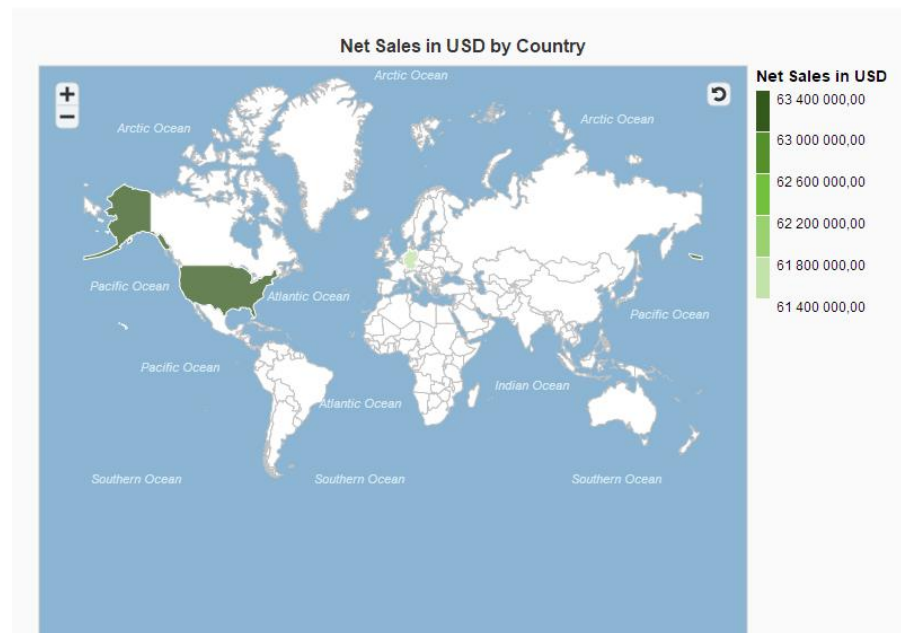 Net Sales in USD by Country
Arctic Ocean
Net Sales in USD
+
−
63 400 000,00
Arctic Ocean
Arctic Ocean
63 000 000,00
62 600 000,00
62 200 000,00
61 800 000,00
Pacific Ocean
Atlantic Ocean
61 400 000,00
Pacific Ocean
Pacific Ocean
Indian Ocean
Atlantic Ocean
Southern Ocean
Southern Ocean
Southern Ocean